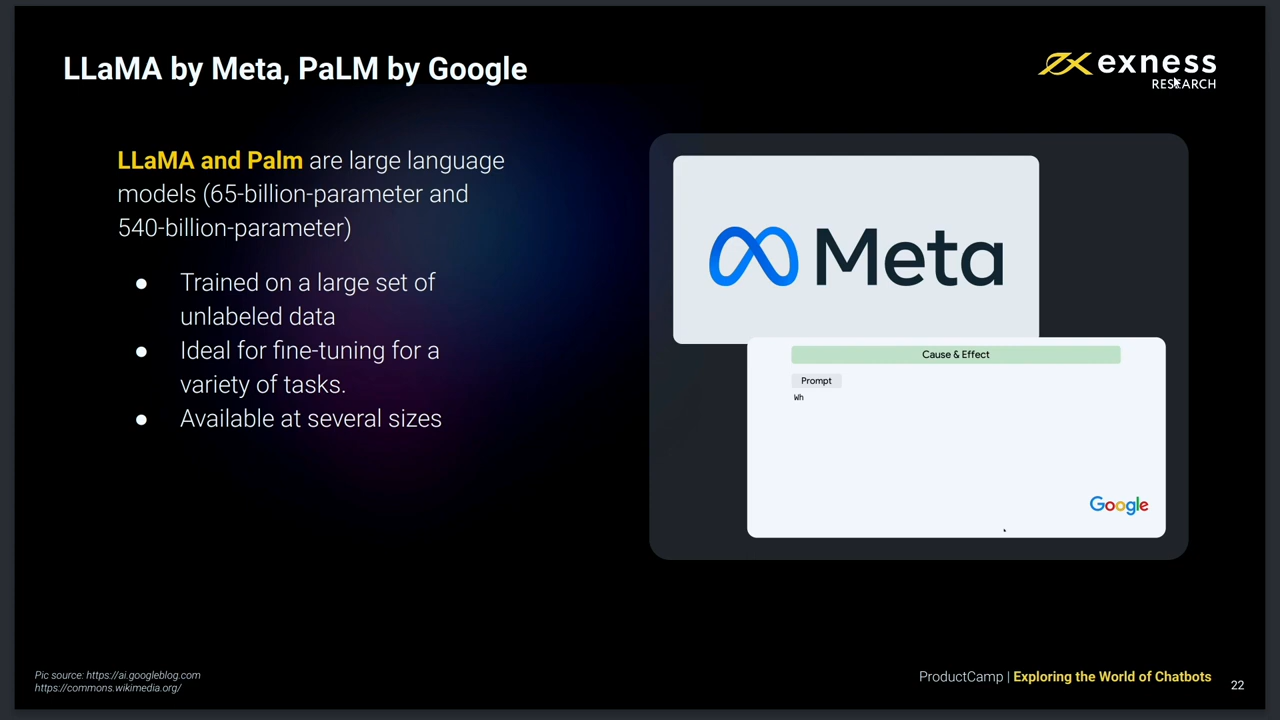 LLaMA by Meta, PaLM by Google
exness
RESEARCH
LLaMA and Palm are large language
models (65-billion-parameter and
540-billion-parameter)
● Trained on a large set of
unlabeled data
● Ideal for fine-tuning for a
variety of tasks.
● Available at several sizes
Meta
Cause & Effect
Prompt
Wh
Google
Pic source: https://ai.googleblog.com
https://commons.wikimedia.org/
ProductCamp | Exploring the World of Chatbots
22